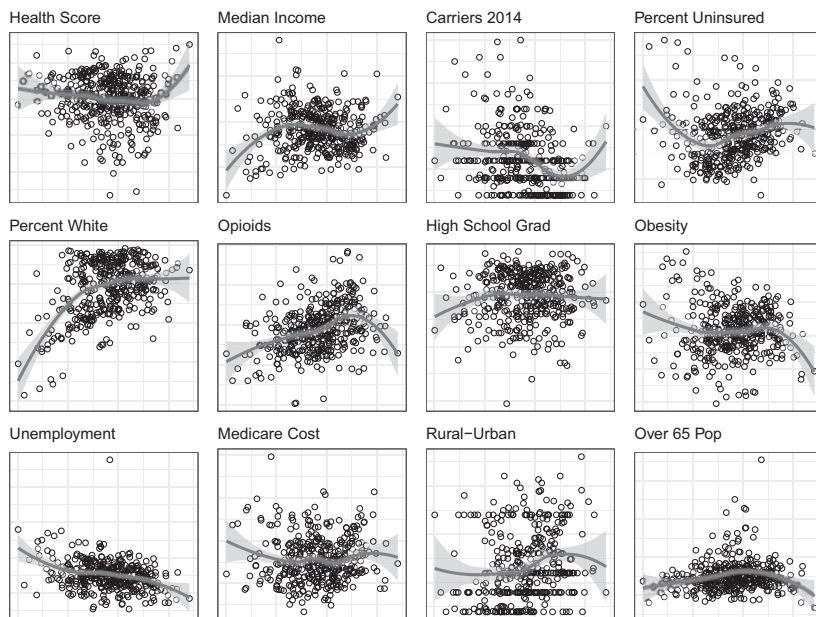 Health Score
Median Income
Carriers 2014
Percent Uninsured
Percent White
Opioids
High School Grad
Obesity
Unemployment
Medicare Cost
Rural−Urban
Over 65 Pop